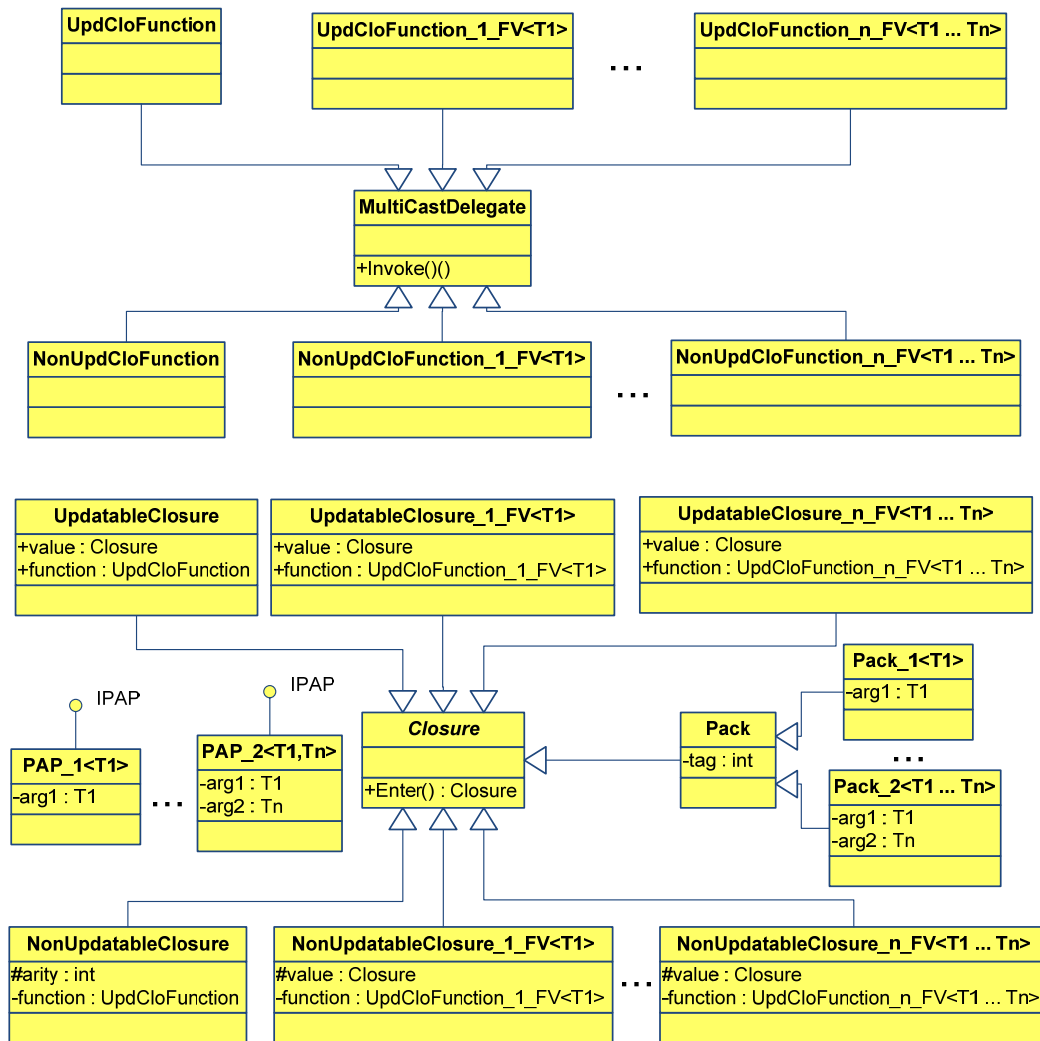 UpdCloFunction
UpdCloFunction_1_FV<T1>
...
UpdCloFunction_n_FV<T1 ... Tn>
MultiCastDelegate
+Invoke()()
NonUpdCloFunction
NonUpdCloFunction_1_FV<T1>
...
NonUpdCloFunction_n_FV<T1 ... Tn>
UpdatableClosure
+value : Closure
+function : UpdCloFunction
UpdatableClosure_1_FV<T1>
+value : Closure
+function : UpdCloFunction_1_FV<T1>
UpdatableClosure_n_FV<T1 ... Tn>
+value : Closure
+function : UpdCloFunction_n_FV<T1 ... Tn>
IPAP
PAP_1<T1>
-arg1 : T1
...
IPAP
PAP_2<T1,Tn>
-arg1 : T1
-arg2 : Tn
Closure
+Enter() : Closure
Pack
-tag : int
Pack_1<T1>
-arg1 : T1
...
Pack_2<T1 ... Tn>
-arg1 : T1
-arg2 : Tn
NonUpdatableClosure
#arity : int
-function : UpdCloFunction
NonUpdatableClosure_1_FV<T1>
#value : Closure
-function : UpdCloFunction_1_FV<T1>
...
NonUpdatableClosure_n_FV<T1 ... Tn>
#value : Closure
-function : UpdCloFunction_n_FV<T1 ... Tn>